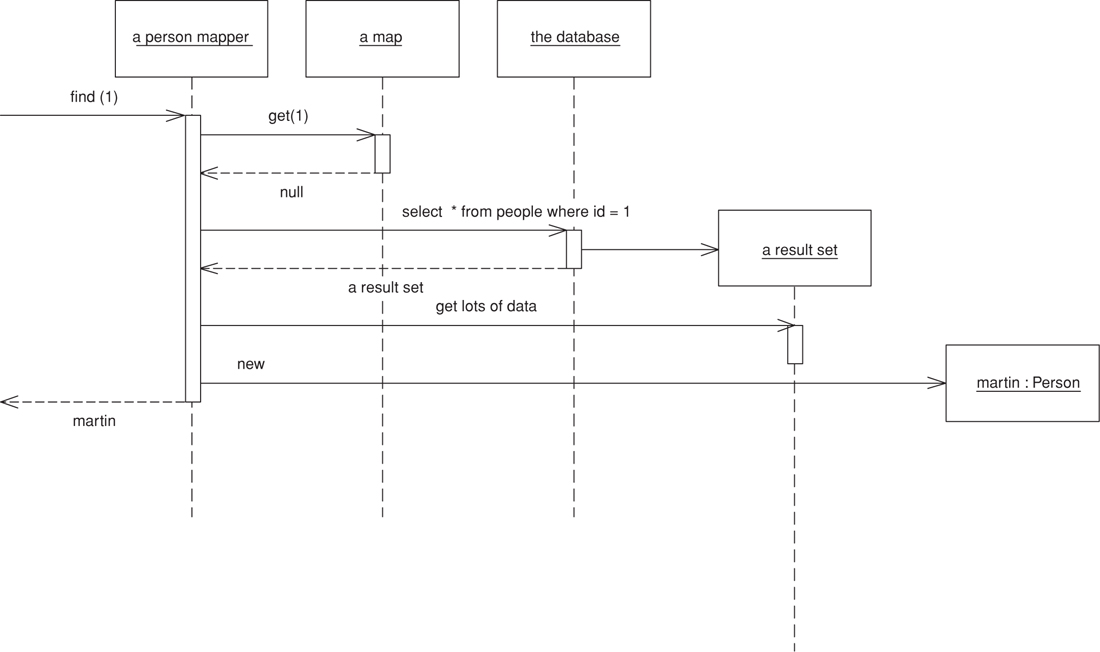 a person mapper
a map
the database
find (1)
get(1)
null
select * from people where id = 1
a result set
a result set
get lots of data
new
martin : Person
martin